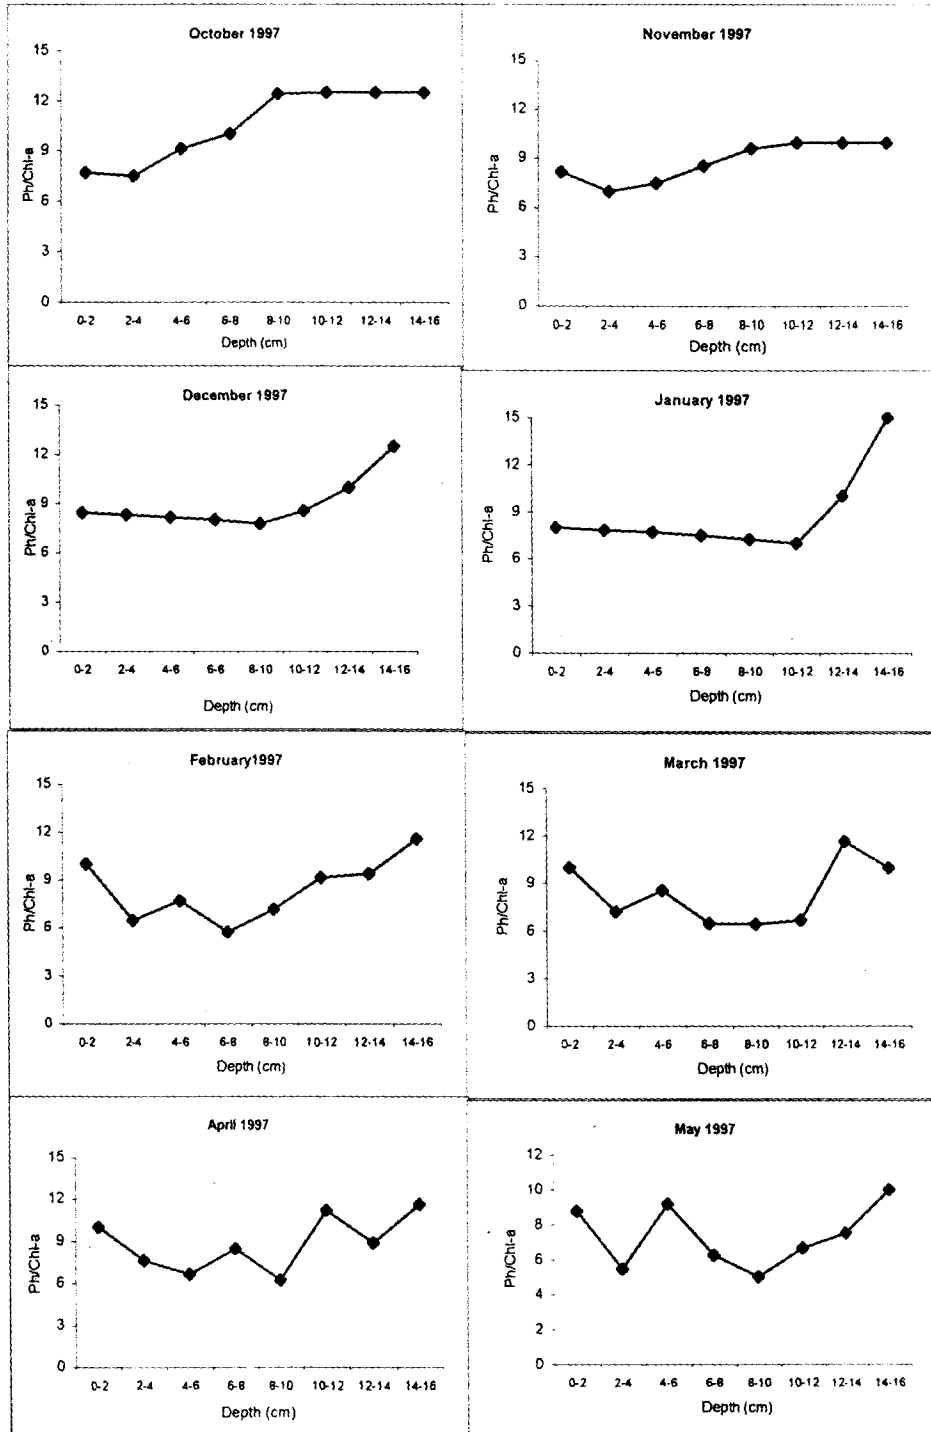 October 1997
15
12
9
6
3
0
Ph/Chl-a
0-2 2-4 4-6 6-8 8-10 10-12 12-14 14-16
Depth (cm)
November 1997
15
12
9
6
3
0
Ph/Chl-a
0-2 2-4 4-6 6-8 8-10 10-12 12-14 14-16
Depth (cm)
December 1997
15
12
9
6
3
0
Ph/Chl-a
0-2 2-4 4-6 6-8 8-10 10-12 12-14 14-16
Depth (cm)
January 1997
15
12
9
6
3
0
Ph/Chl-a
0-2 2-4 4-6 6-8 8-10 10-12 12-14 14-16
Depth (cm)
February1997
15
12
9
6
3
0
Ph/Chl-a
0-2 2-4 4-6 6-8 8-10 10-12 12-14 14-16
Depth (cm)
March 1997
15
12
9
6
3
0
Ph/Chl-a
0-2 2-4 4-6 6-8 8-10 10-12 12-14 14-16
Depth (cm)
April 1997
15
12
9
6
3
0
Ph/Chl-a
0-2 2-4 4-6 6-8 8-10 10-12 12-14 14-16
Depth (cm)
May 1997
12
10
8
6
4
2
0
Ph/Chl-a
0-2 2-4 4-6 6-8 8-10 10-12 12-14 14-16
Depth (cm)